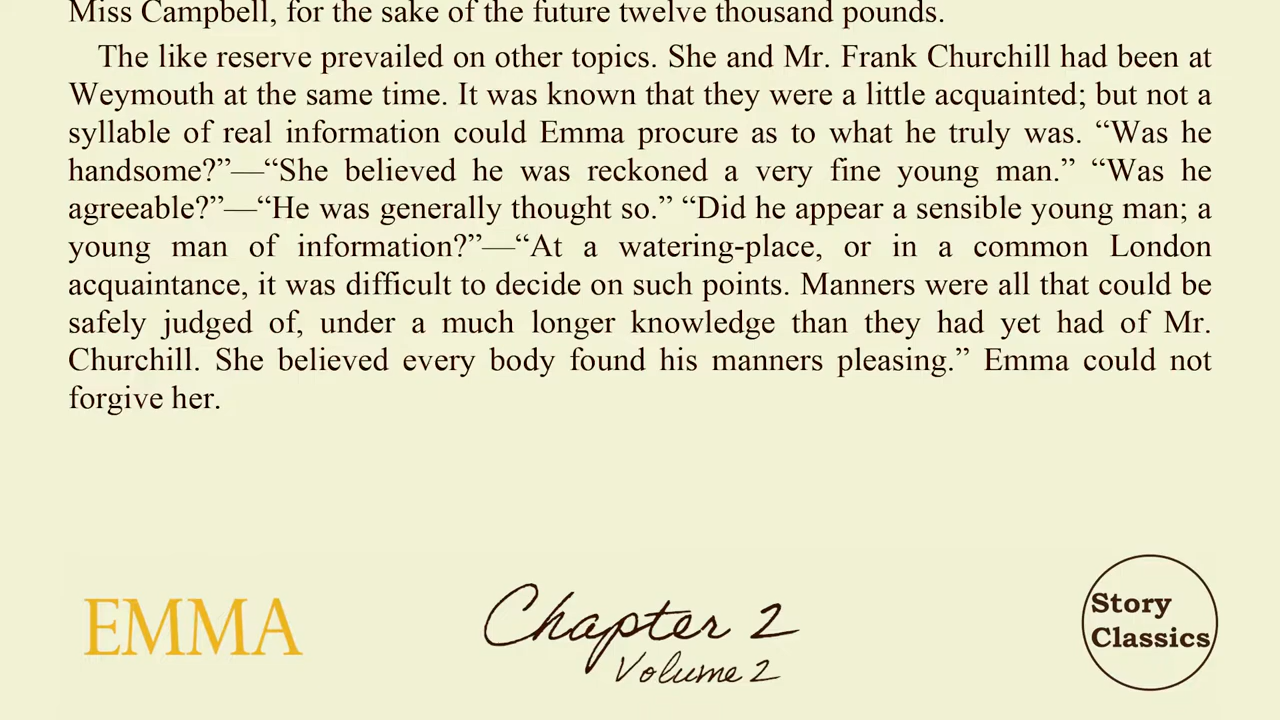 Miss Campbell, for the sake of the future twelve thousand pounds.
The like reserve prevailed on other topics. She and Mr. Frank Churchill had been at
Weymouth at the same time. It was known that they were a little acquainted; but not a
syllable of real information could Emma procure as to what he truly was. “Was he
handsome?”—“She believed he was reckoned a very fine young man.” “Was he
agreeable?”—“He was generally thought so.” “Did he appear a sensible young man; a
young man of information?”—“At a watering-place, or in a common London
acquaintance, it was difficult to decide on such points. Manners were all that could be
safely judged of, under a much longer knowledge than they had yet had of Mr.
Churchill. She believed every body found his manners pleasing.” Emma could not
forgive her.
EMMA
Chapter 2
Volume 2
Story
Classics